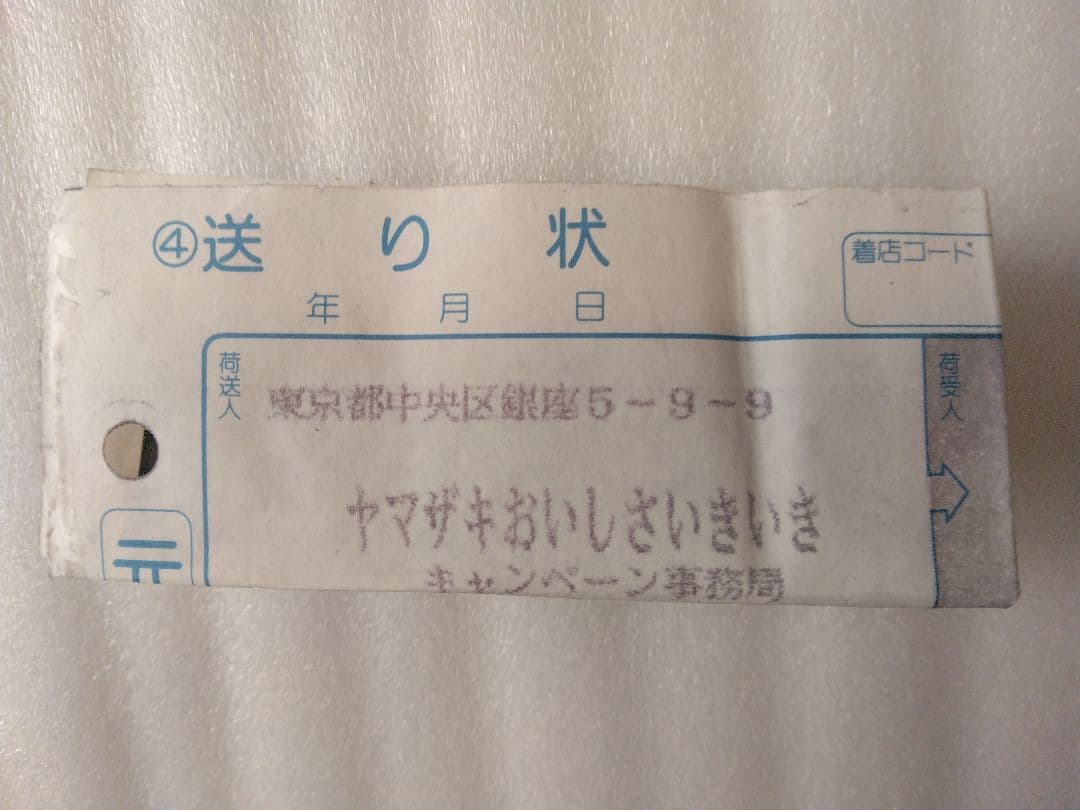 ④送り状
着店コード
年 月 日
荷送人
荷受人
東京都中央区銀座5-9-9
ヤマザキおいしさいきいき
キャンペーン事務局